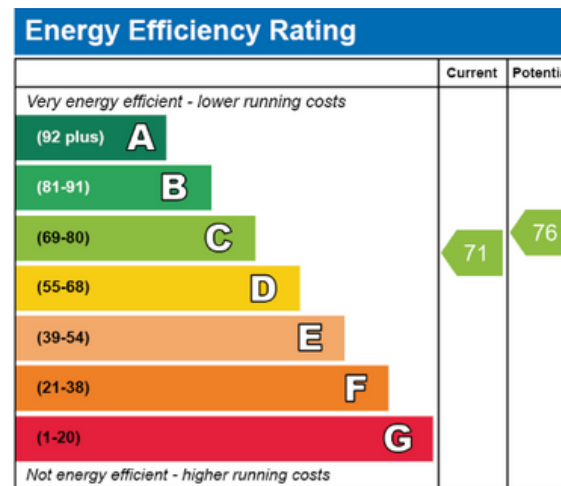 Energy Efficiency Rating
Current Potentia
Very energy efficient - lower running costs
(92 plus) A
(81-91) B
(69-80) C
71 76
(55-68) D
(39-54) E
(21-38) F
(1-20) G
Not energy efficient - higher running costs